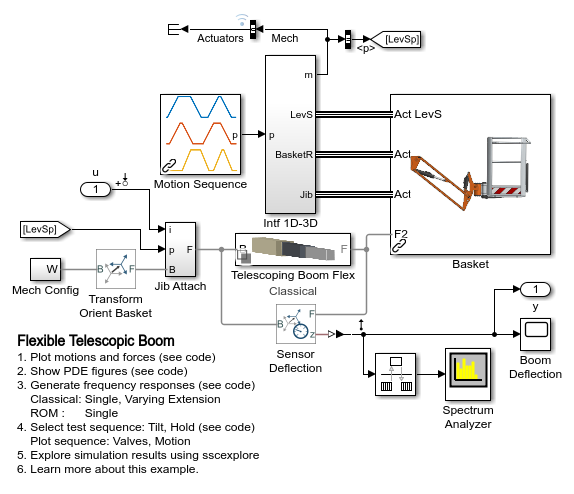 Actuators
Mech
<p>
[LevSp]
m
LevS
BasketR
Jib
p
p
Motion Sequence
Intf 1D-3D
Act LevS
Act
Act
F2
Basket
u
1
[LevSp]
i
p
B
F
W
B
F
Mech Config
Transform
Orient Basket
Jib Attach
F
Telescoping Boom Flex
Classical
B
F
z
Sensor
Deflection
1
y
Boom
Deflection
Spectrum
Analyzer
Flexible Telescopic Boom
1. Plot motions and forces (see code)
2. Show PDE figures (see code)
3. Generate frequency responses (see code)
Classical: Single, Varying Extension
ROM : Single
4. Select test sequence: Tilt, Hold (see code)
Plot sequence: Valves, Motion
5. Explore simulation results using sscexplore
6. Learn more about this example.